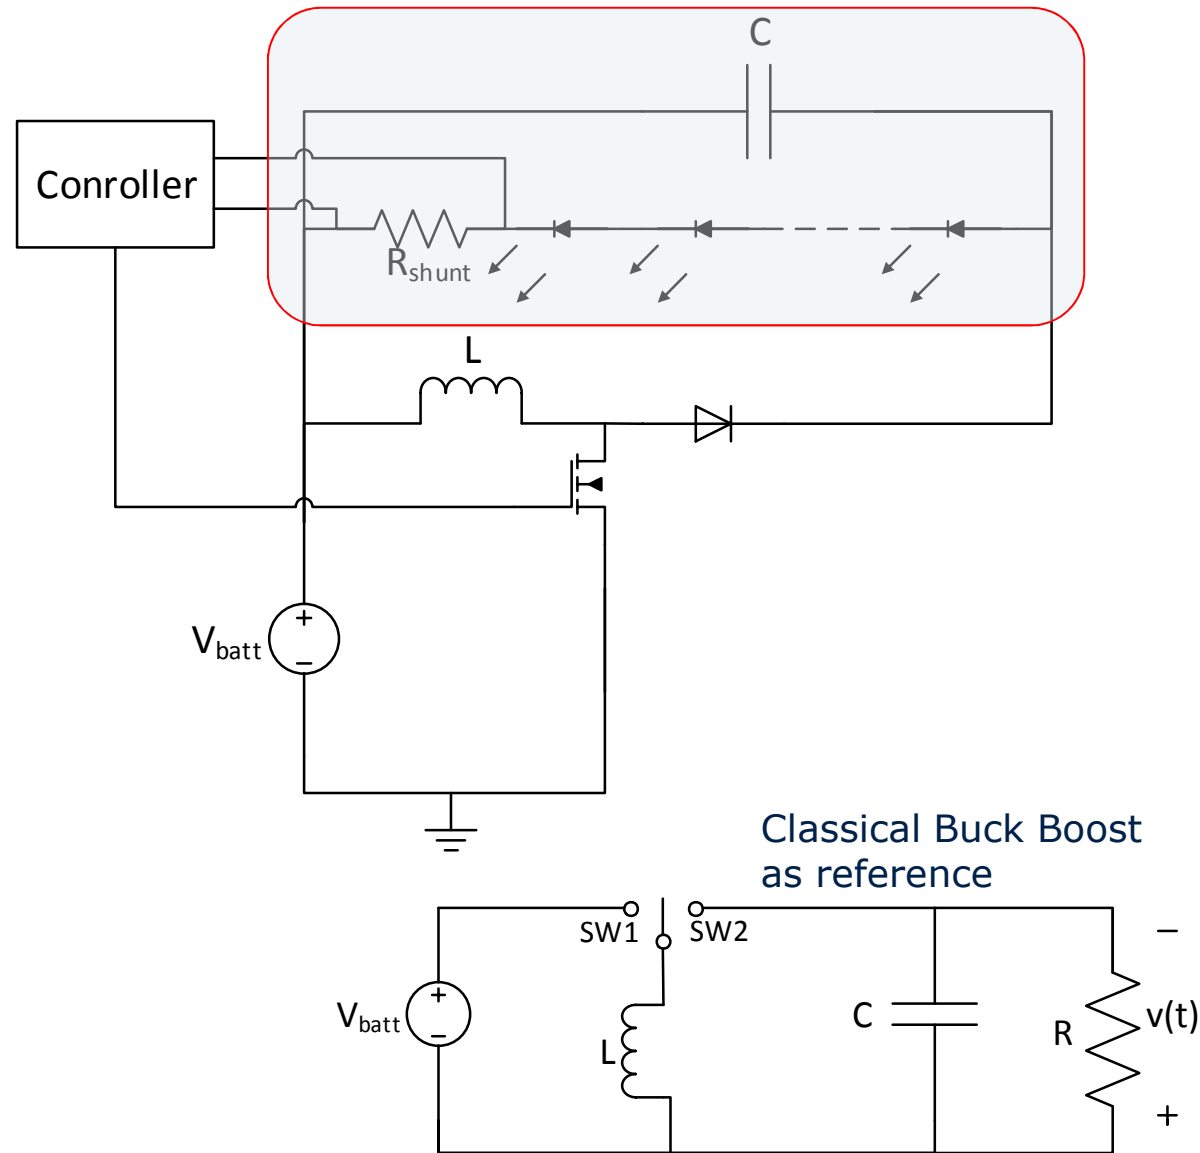 C
Conroller
Rshunt
L
+
−
Vbatt
Classical Buck Boost
as reference
SW1 SW2
−
+
−
Vbatt
L
C
R
v(t)
+